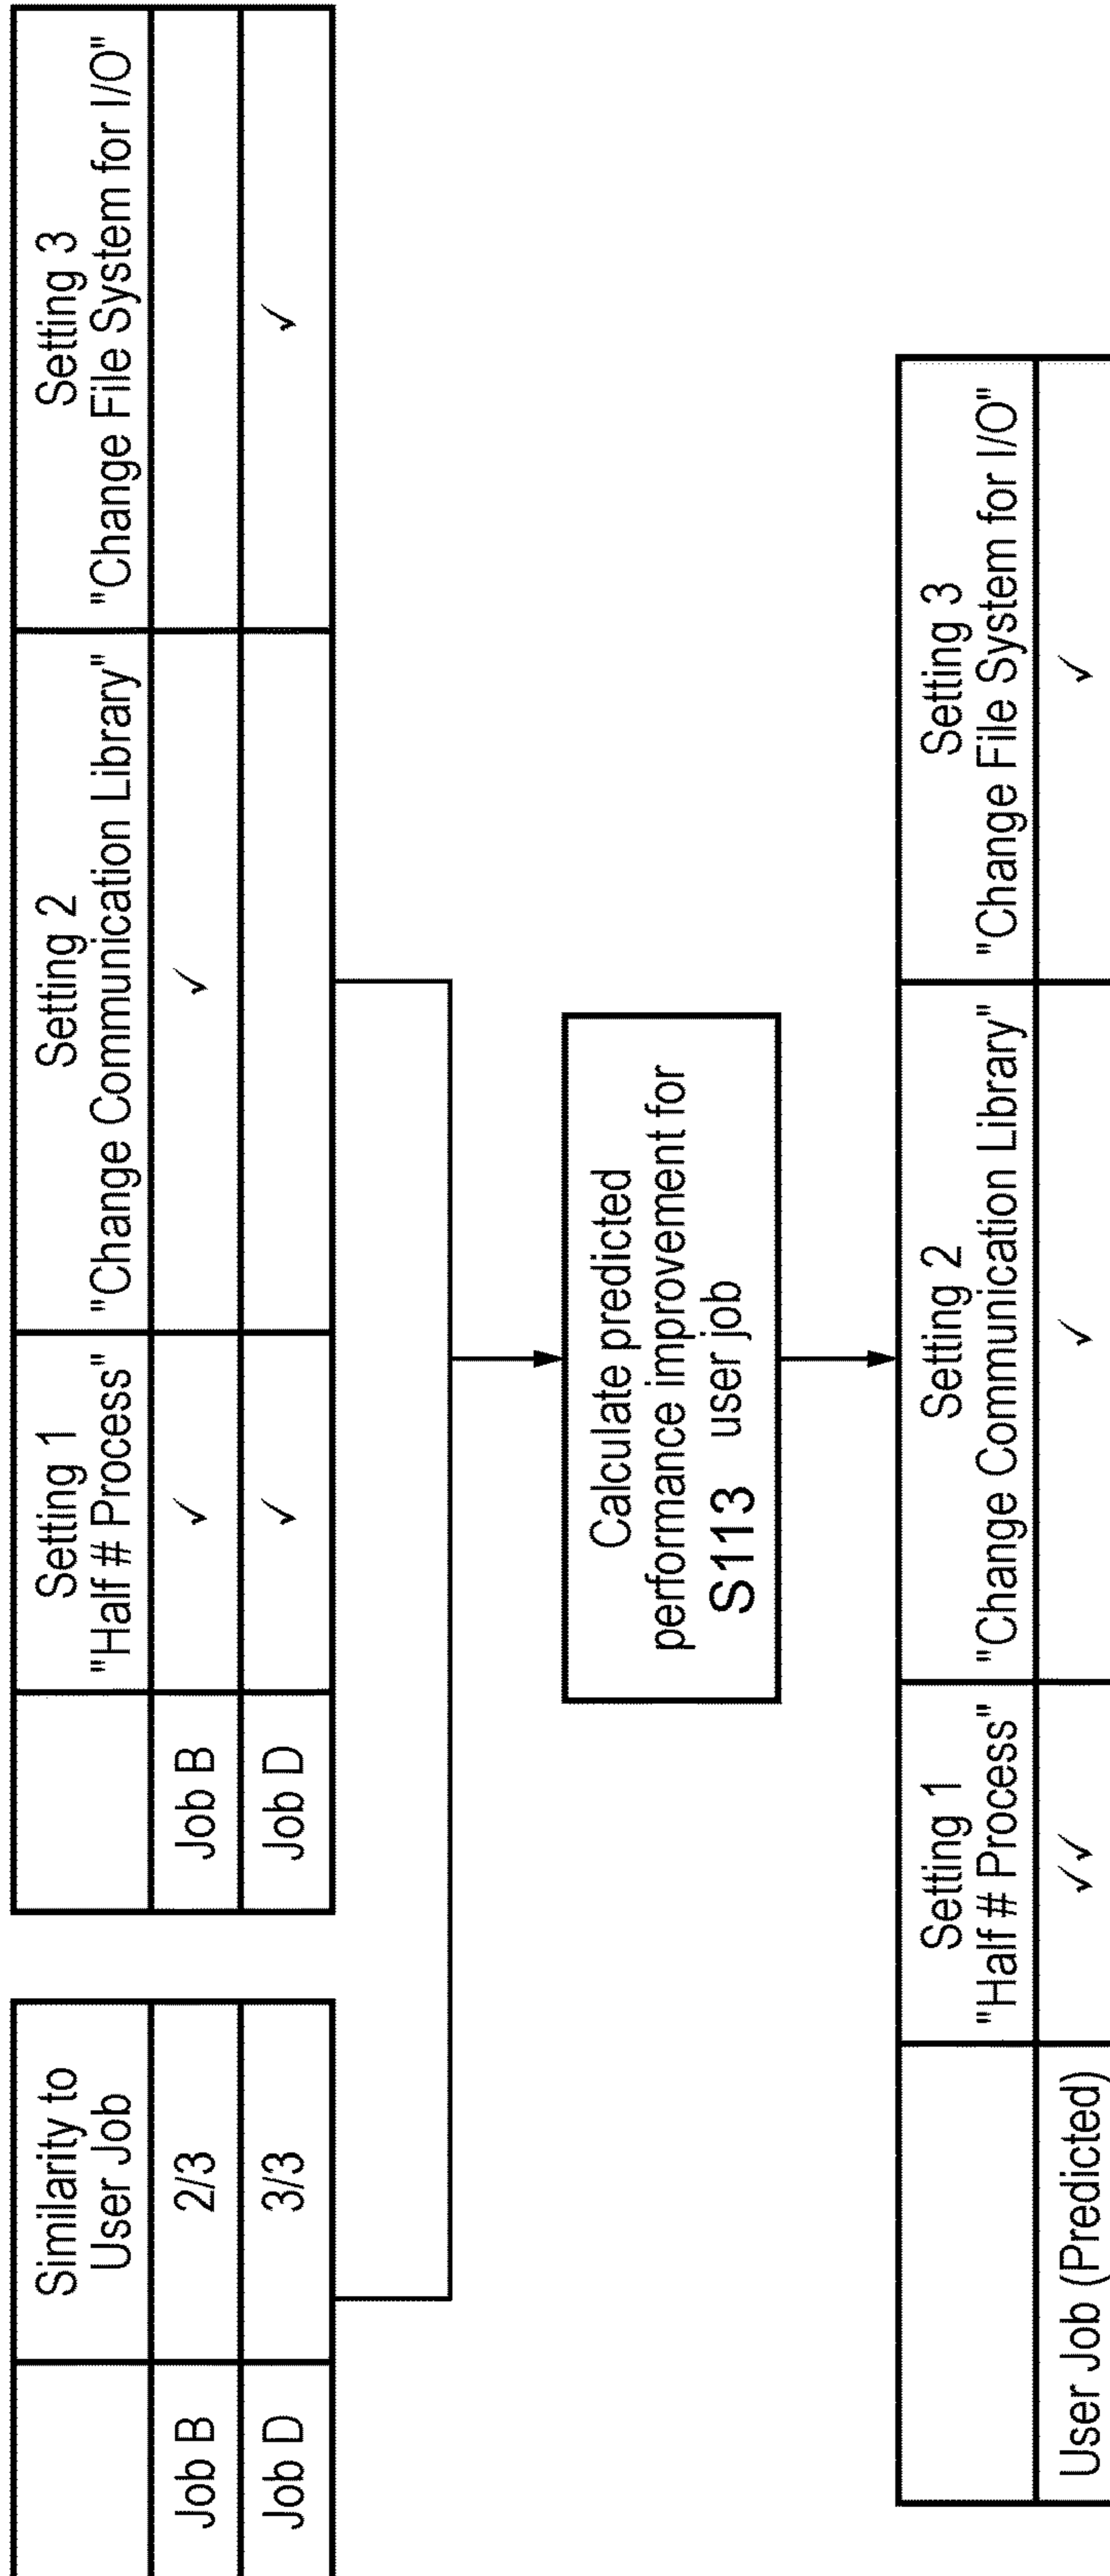 Similarity to
User Job
Job B 2/3
Job D 3/3
Setting 1
"Half # Process"
Setting 2
"Change Communication Library"
Setting 3
"Change File System for I/O"
Job B ✓ ✓
Job D ✓ ✓
Calculate predicted
performance improvement for
S113 user job
Setting 1
"Half # Process"
Setting 2
"Change Communication Library"
Setting 3
"Change File System for I/O"
User Job (Predicted) ✓✓ ✓ ✓